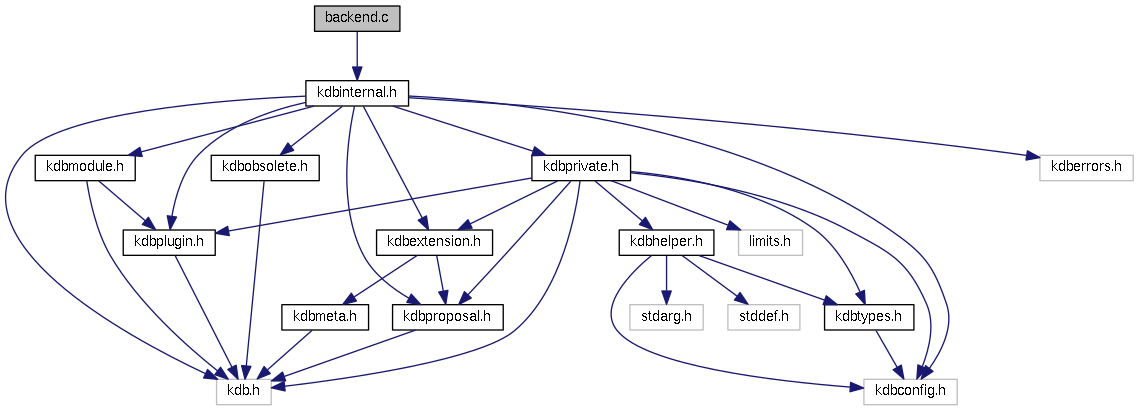 backend.c
kdbinternal.h
kdbmodule.h
kdbobsolete.h
kdbprivate.h
kdberrors.h
kdbplugin.h
kdbextension.h
kdbhelper.h
limits.h
kdbmeta.h
kdbproposal.h
stdarg.h
stddef.h
kdbtypes.h
kdb.h
kdbconfig.h